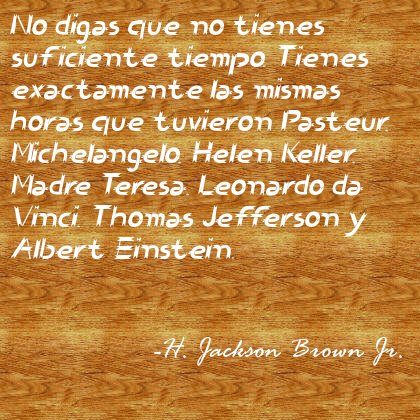 No digas que no tienes
suficiente tiempo. Tienes
exactamente las mismas
horas que tuvieron Pasteur,
Michelangelo, Helen Keller,
Madre Teresa, Leonardo da
Vinci, Thomas Jefferson y
Albert Einstein.
-H. Jackson Brown Jr.